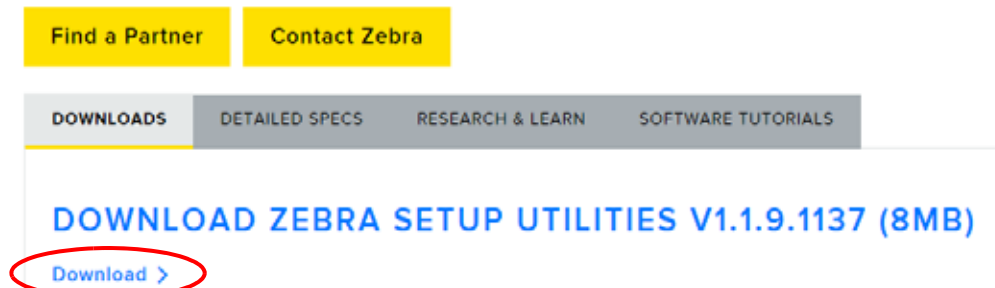 Find a Partner Contact Zebra
DOWNLOADS DETAILED SPECS RESEARCH & LEARN SOFTWARE TUTORIALS
DOWNLOAD ZEBRA SETUP UTILITIES V1.1.9.1137 (8MB)
Download >